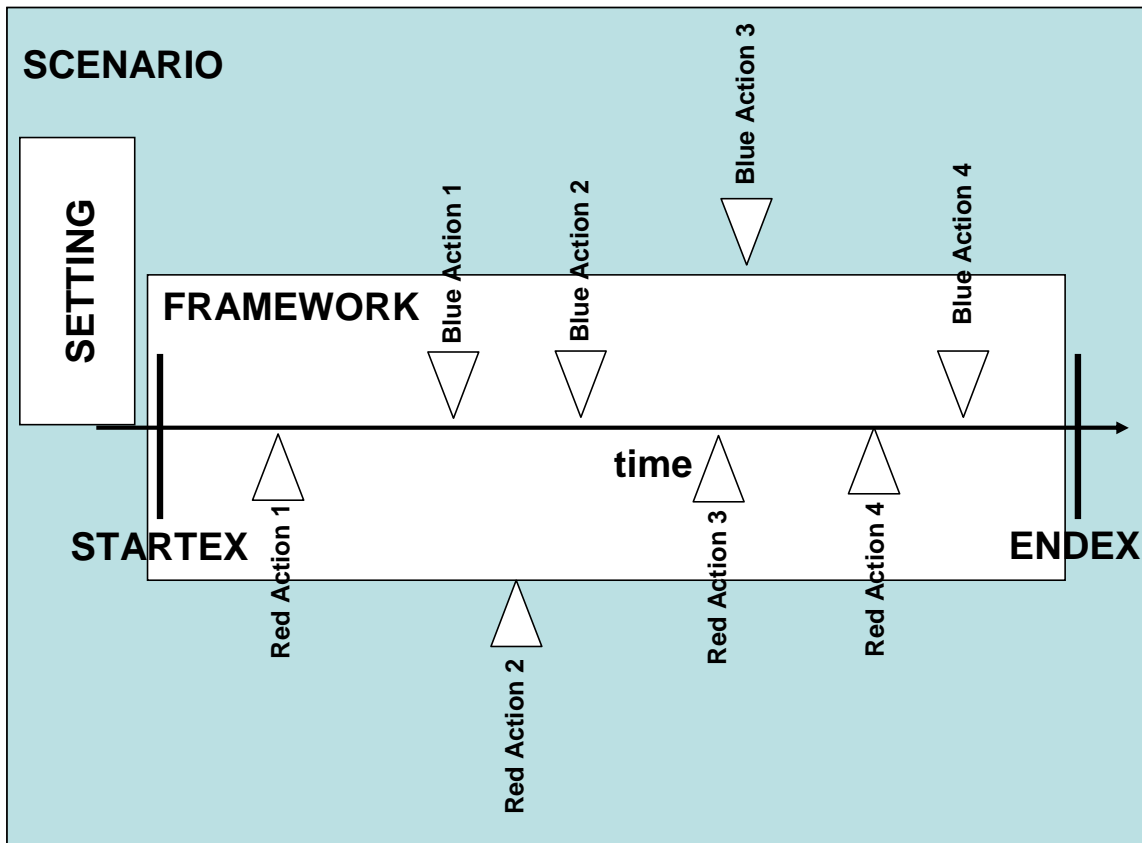 SCENARIO
SETTING
FRAMEWORK
Blue Action 1
Blue Action 2
Blue Action 3
Blue Action 4
time
STARTEX
ENDEX
Red Action 1
Red Action 2
Red Action 3
Red Action 4